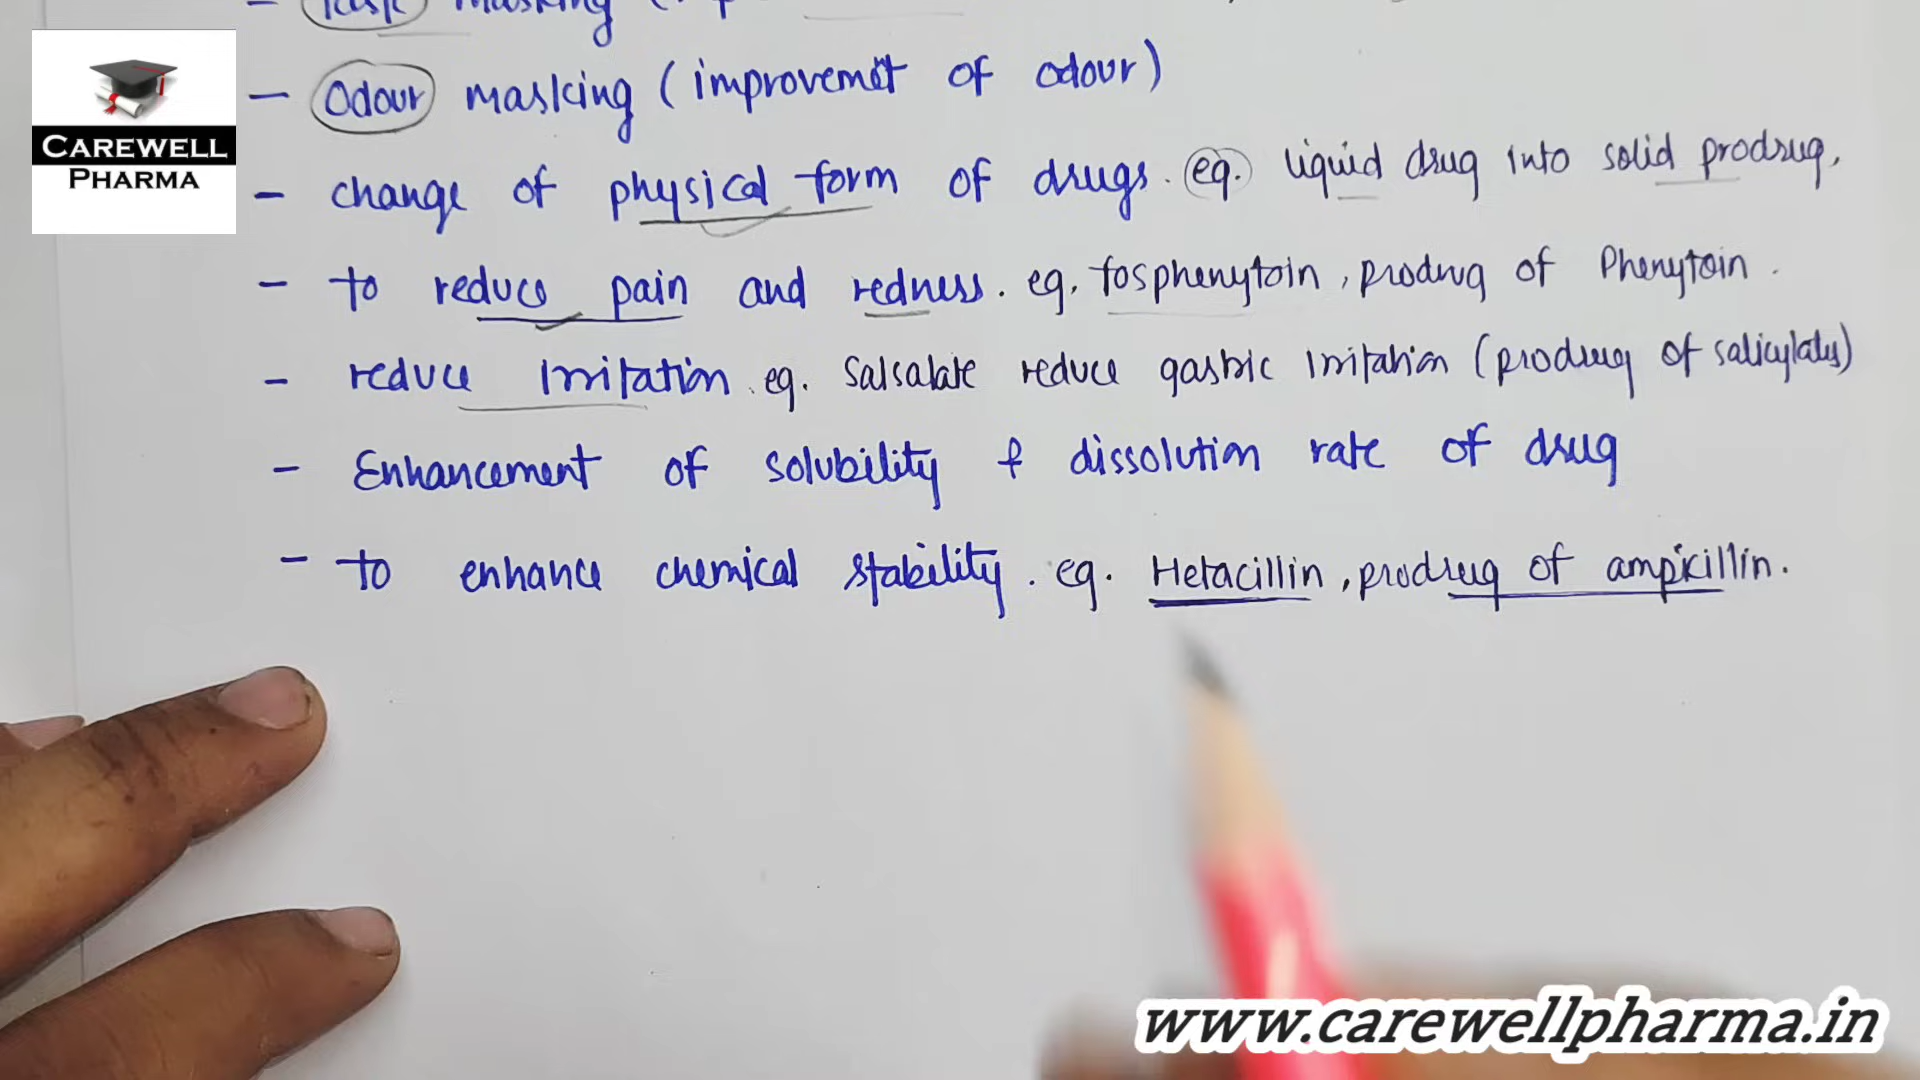 masking (
- Odour masking (improvemet of odour)
- change of physical form of drugs. eg. liquid drug into solid prodrug,
- to reduce pain and redness. eg. fosphenytoin, prodrug of Phenytoin.
- reduce irritation. eg. Salsalate reduce gastric irritation (prodrug of salicylates)
- Enhancement of solubility & dissolution rate of drug
- to enhance chemical stability. eg. Hetacillin, prodrug of ampicillin.
CAREWELL
PHARMA
www.carewellpharma.in